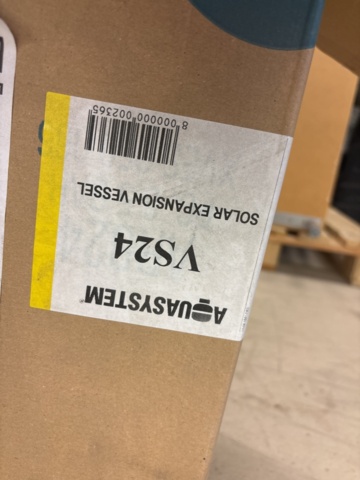 AQUASYSTEM
VS24
SOLAR EXPANSION VESSEL
8 000000 002365